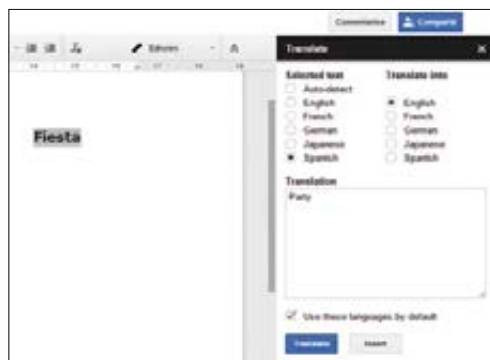 Comentarios Compartir
Edición
Translate ×
Selected text Translate into
Auto-detect
English English
French French
German German
Japanese Japanese
Spanish Spanish
Fiesta
Translation
Party
Use these languages by default
Translate Insert